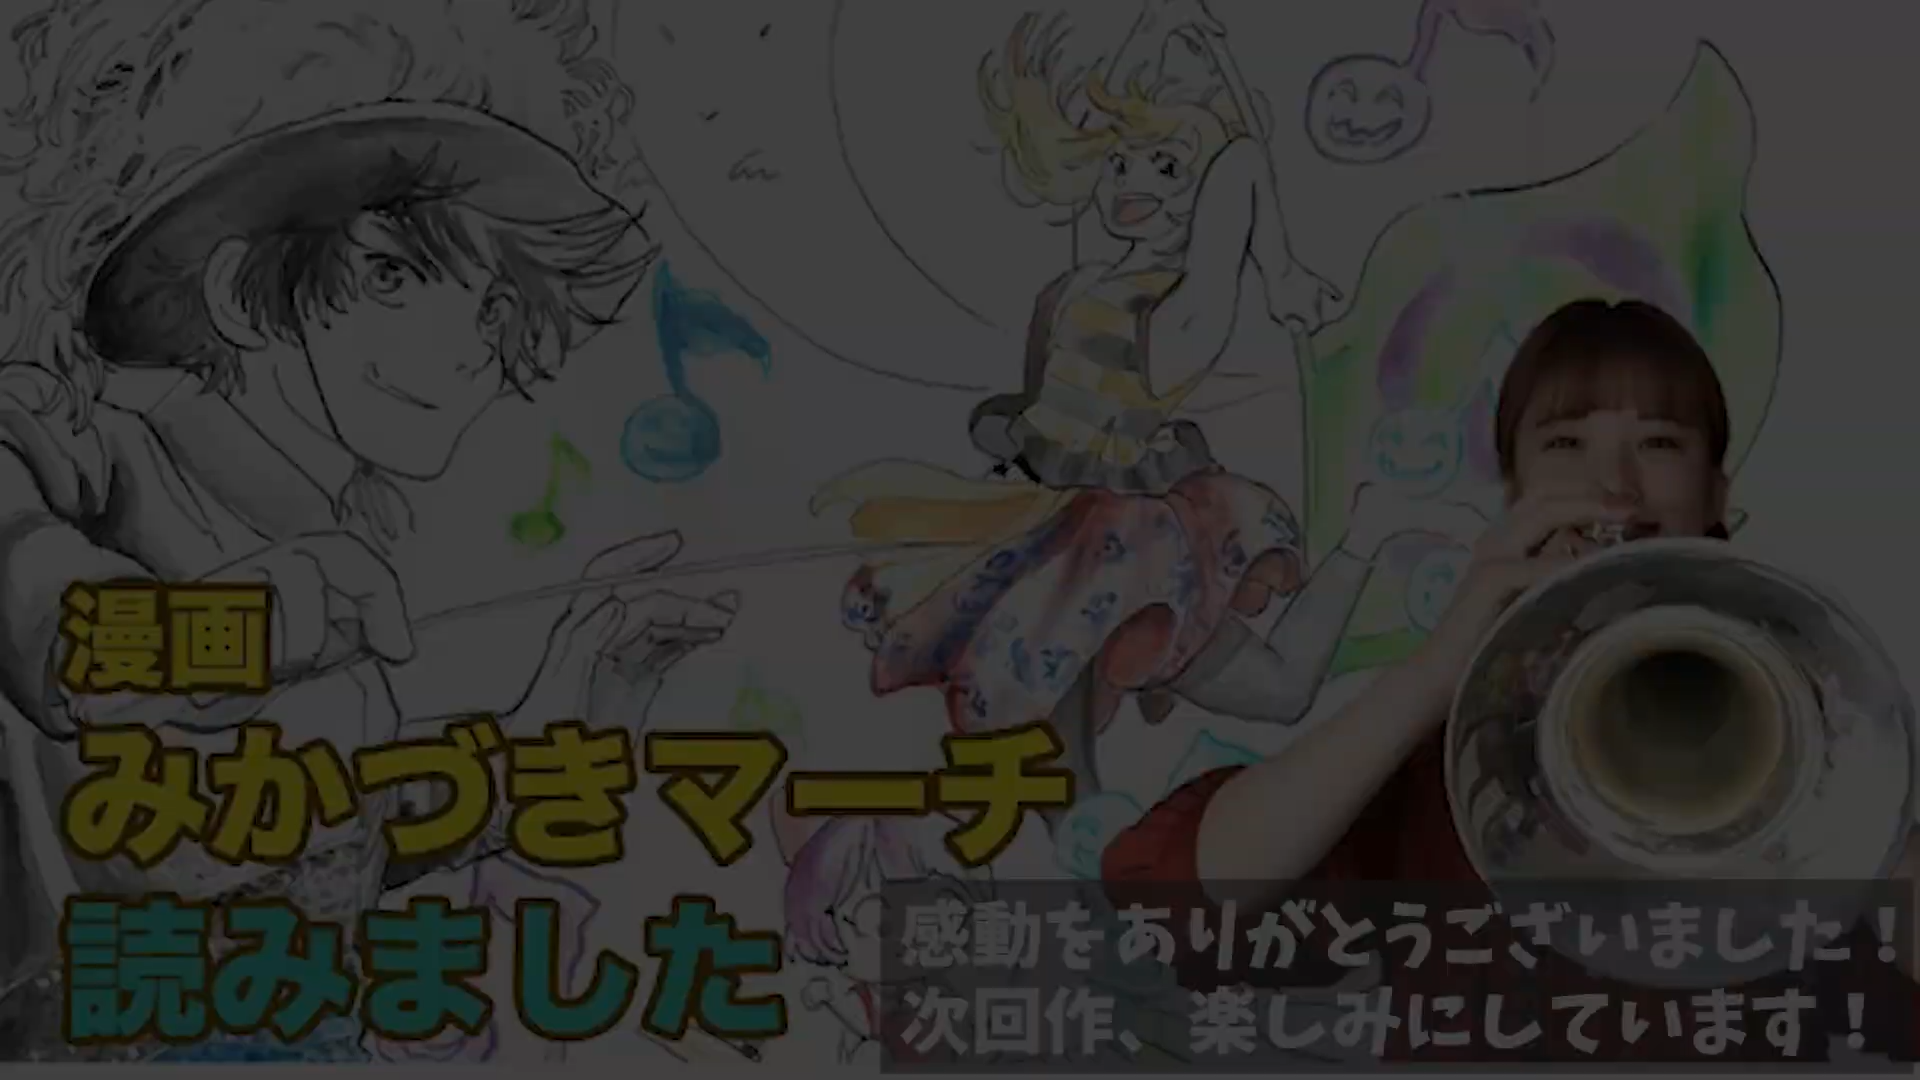 漫画
みかづきマーチ
読みました
感動をありがとうございました！
次回作、楽しみにしています！